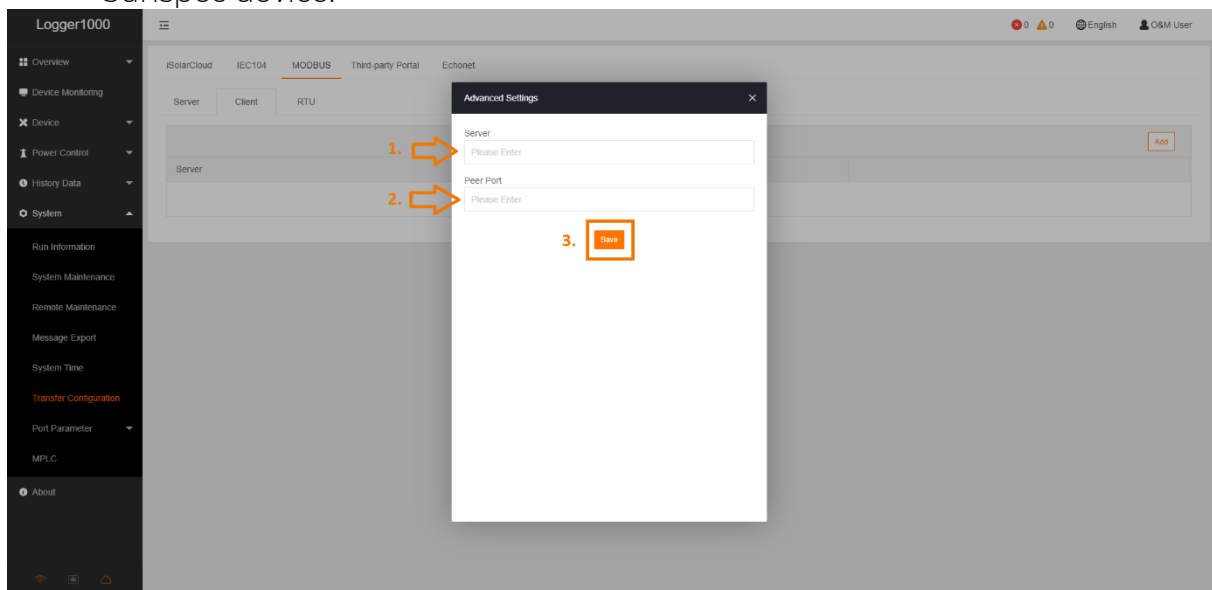 Logger1000
0 0 English O&M User
Overview
Device Monitoring
Device
Power Control
History Data
System
Run Information
System Maintenance
Remote Maintenance
Message Export
System Time
Transfer Configuration
Port Parameter
MPLC
About
iSolarCloud IEC104 MODBUS Third-party Portal Echonet
Server Client RTU
Add
Server
Advanced Settings
Server
1. Please Enter
Peer Port
2. Please Enter
3. Save